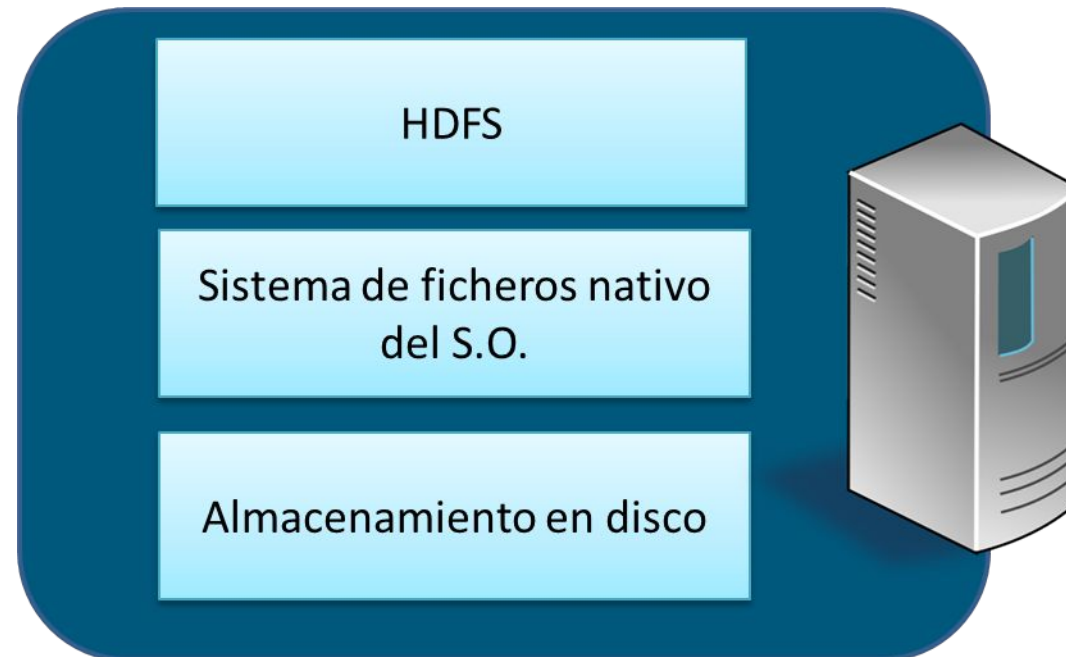 HDFS
Sistema de ficheros nativo
del S.O.
Almacenamiento en disco